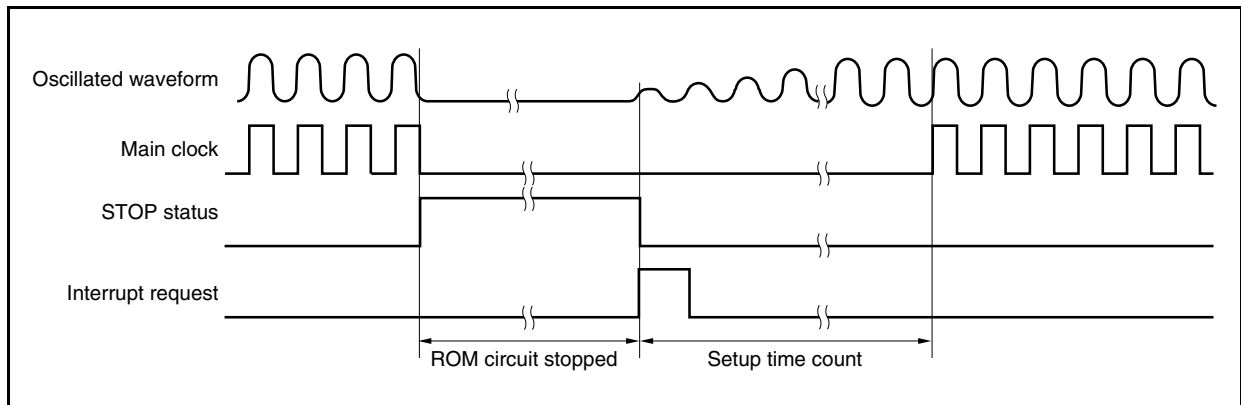 Oscillated waveform
Main clock
STOP status
Interrupt request
ROM circuit stopped
Setup time count